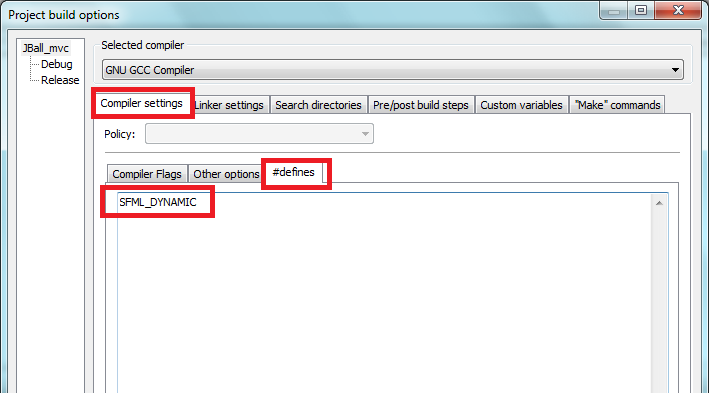 Project build options
JBall_mvc
Debug
Release
Selected compiler
GNU GCC Compiler
Compiler settings Linker settings Search directories Pre/post build steps Custom variables "Make" commands
Policy:
Compiler Flags Other options #defines
SFML_DYNAMIC